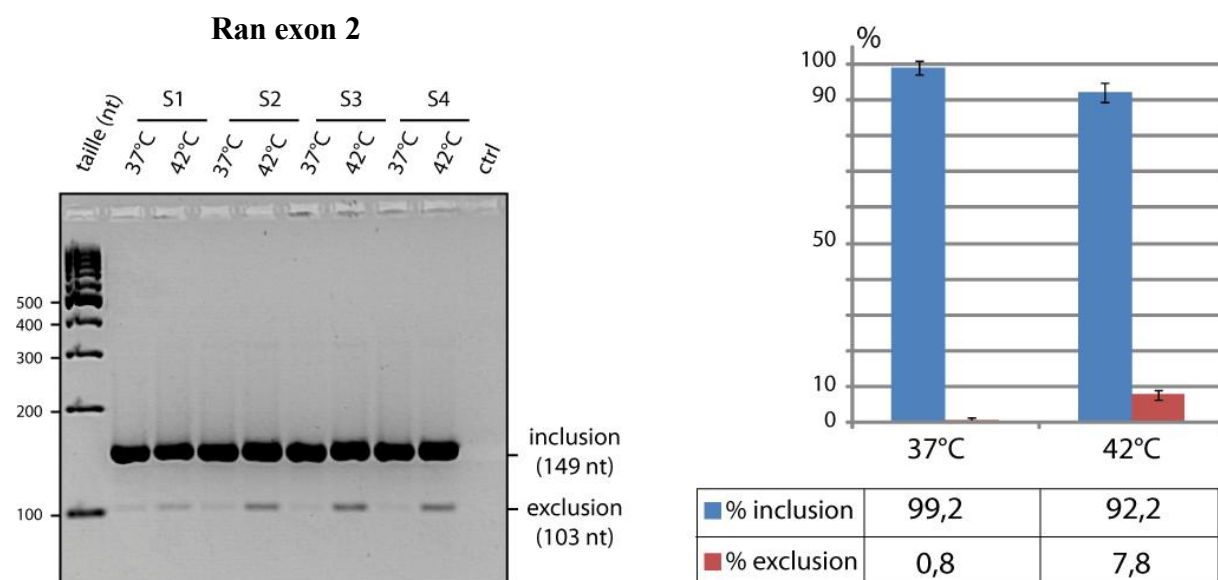 Ran exon 2
S1 S2 S3 S4
taille (nt) 37°C 42°C 37°C 42°C 37°C 42°C 37°C 42°C ctrl
500
400
300
200
100
inclusion
(149 nt)
exclusion
(103 nt)
%
100
90
50
10
0
37°C 42°C
% inclusion 99,2 92,2
% exclusion 0,8 7,8